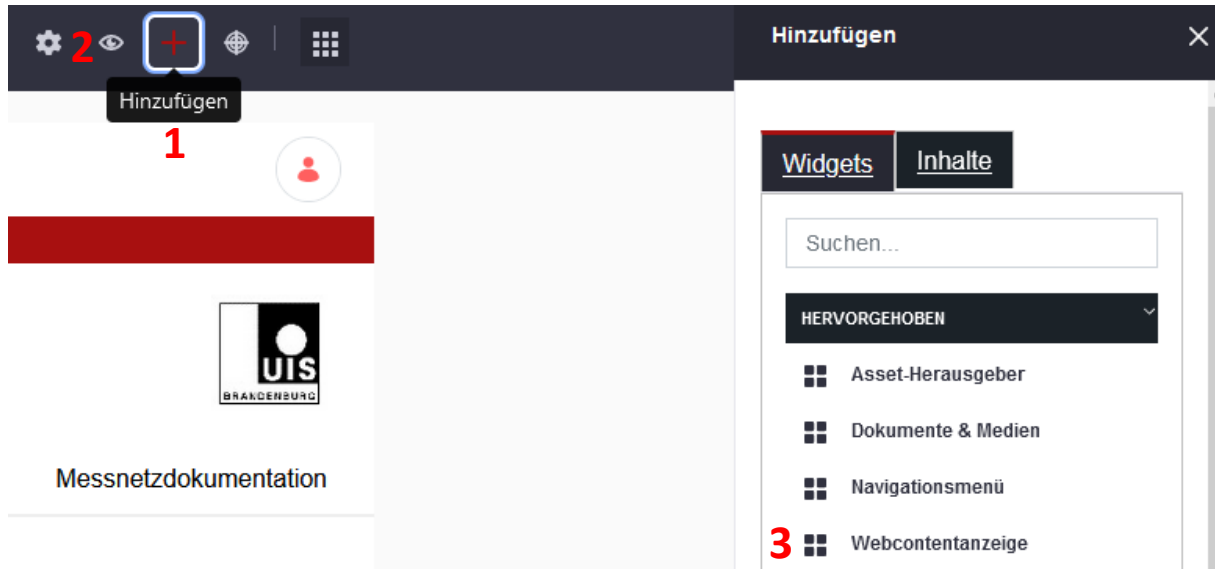 2
Hinzufügen
1
UIS
BRANDENBURG
Messnetzdokumentation
Hinzufügen
Widgets
Inhalte
Suchen...
HERVORGEHOBEN
Asset-Herausgeber
Dokumente & Medien
Navigationsmenü
3
Webcontentanzeige